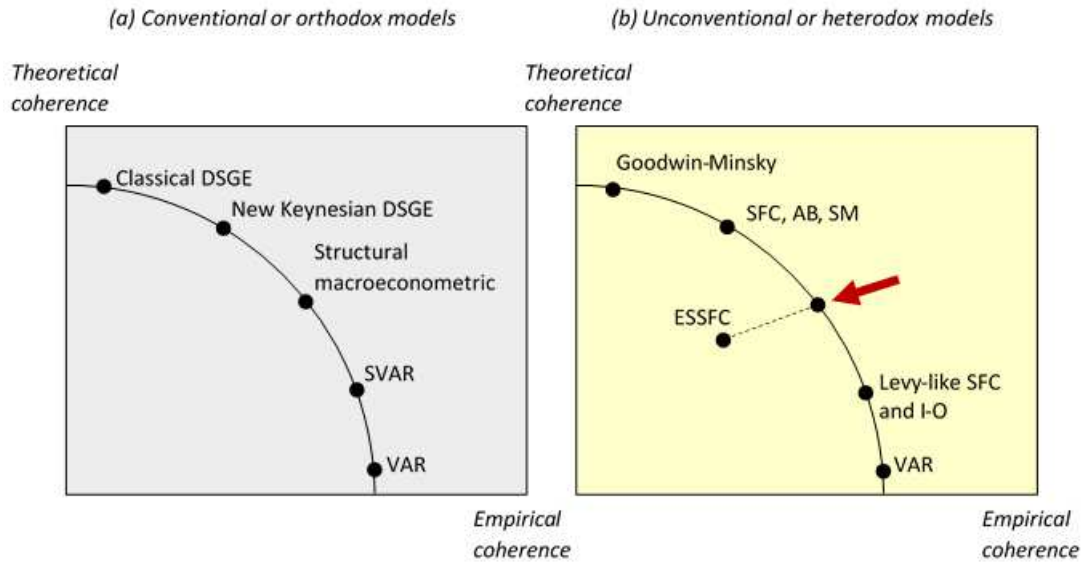 (a) Conventional or orthodox models
Theoretical
coherence
Classical DSGE
New Keynesian DSGE
Structural
macroeconometric
SVAR
VAR
Empirical
coherence
(b) Unconventional or heterodox models
Theoretical
coherence
Goodwin-Minsky
SFC, AB, SM
ESSFC
Levy-like SFC
and I-O
VAR
Empirical
coherence